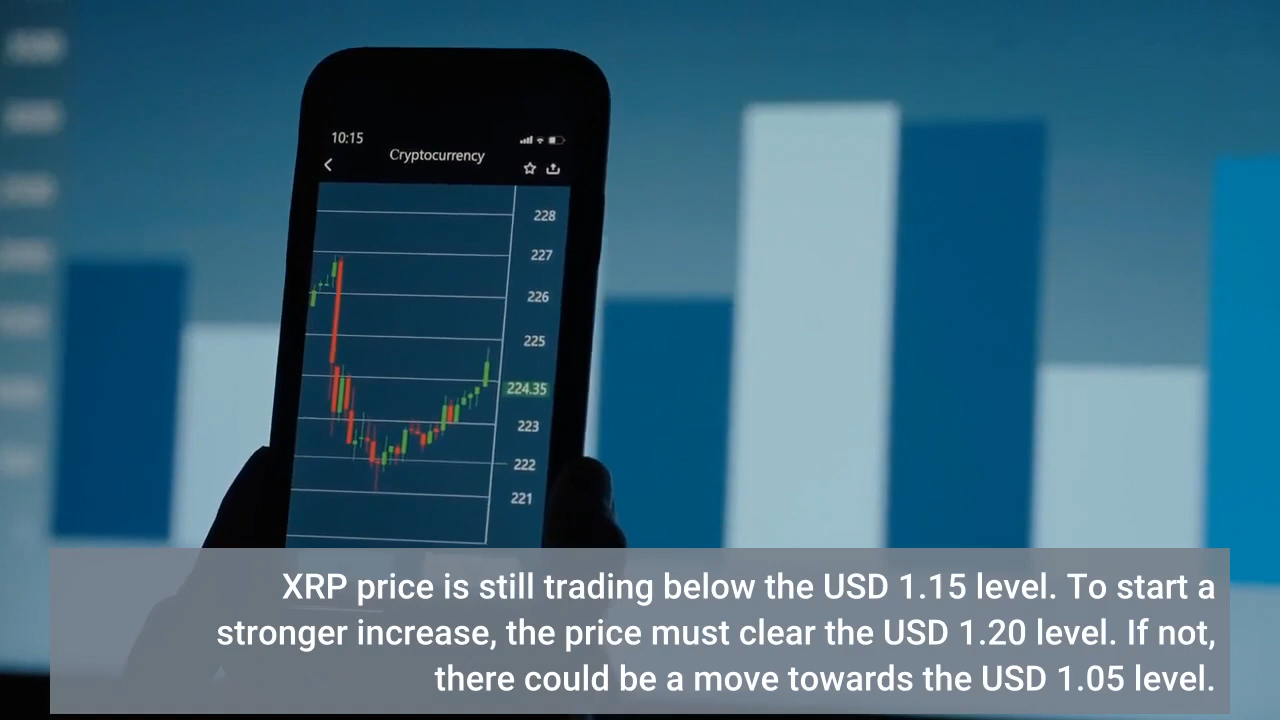 10:15
Cryptocurrency
228
227
226
225
224.35
223
222
221
XRP price is still trading below the USD 1.15 level. To start a
stronger increase, the price must clear the USD 1.20 level. If not,
there could be a move towards the USD 1.05 level.